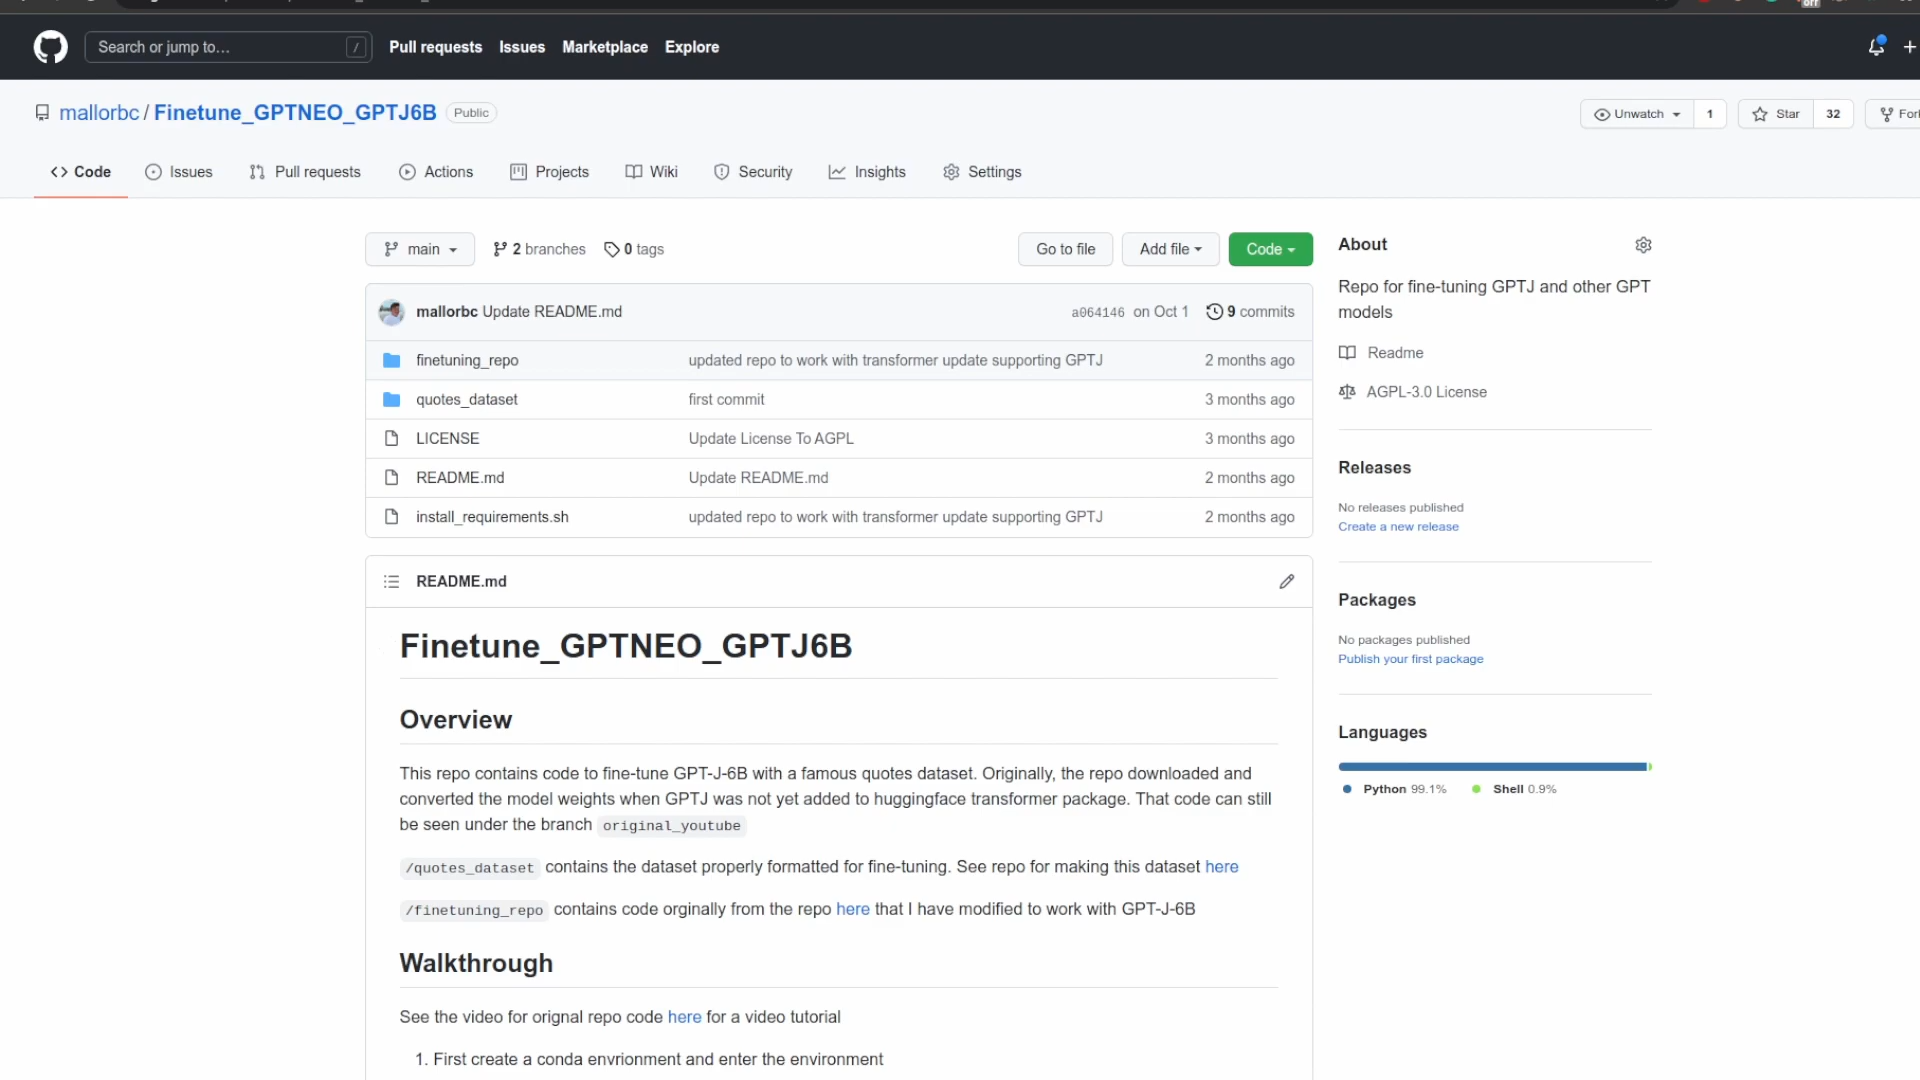 off
Search or jump to…
/
Pull requests
Issues
Marketplace
Explore
mallorbc / Finetune_GPTNEO_GPTJ6B
Public
Unwatch
1
Star
32
Code
Issues
Pull requests
Actions
Projects
Wiki
Security
Insights
Settings
main
2 branches
0 tags
Go to file
Add file
Code
mallorbc Update README.md
a064146 on Oct 1
9 commits
finetuning_repo
updated repo to work with transformer update supporting GPTJ
2 months ago
quotes_dataset
first commit
3 months ago
LICENSE
Update License To AGPL
3 months ago
README.md
Update README.md
2 months ago
install_requirements.sh
updated repo to work with transformer update supporting GPTJ
2 months ago
README.md
Finetune_GPTNEO_GPTJ6B
Overview
This repo contains code to fine-tune GPT-J-6B with a famous quotes dataset. Originally, the repo downloaded and
converted the model weights when GPTJ was not yet added to huggingface transformer package. That code can still
be seen under the branch original_youtube
/quotes_dataset contains the dataset properly formatted for fine-tuning. See repo for making this dataset here
/finetuning_repo contains code orginally from the repo here that I have modified to work with GPT-J-6B
Walkthrough
See the video for orignal repo code here for a video tutorial
1. First create a conda envrionment and enter the environment
About
Repo for fine-tuning GPTJ and other GPT
models
Readme
AGPL-3.0 License
Releases
No releases published
Create a new release
Packages
No packages published
Publish your first package
Languages
Python 99.1%
Shell 0.9%